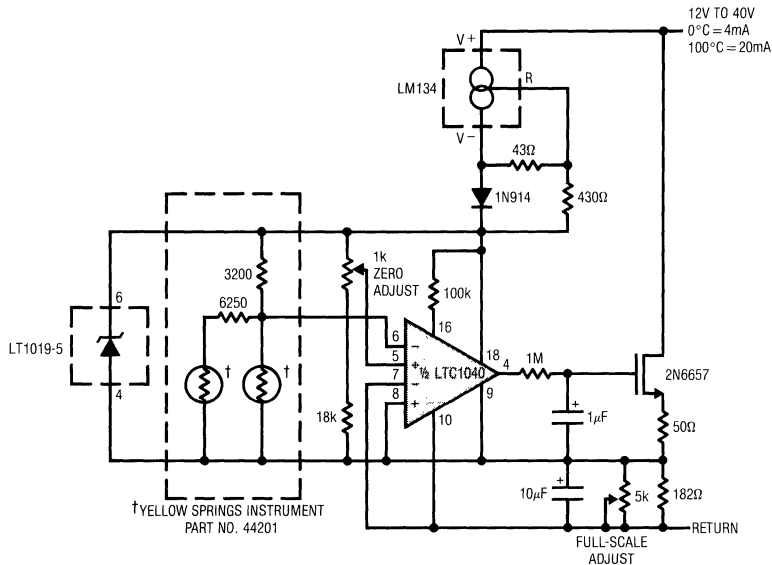 12V TO 40V
0°C = 4mA
100°C = 20mA
V+
R
LM134
V−
43Ω
1N914
430Ω
3200
1k
ZERO
ADJUST
6
6250
100k
16
LT1019-5
6
5
7
8
−
+
−
+
½ LTC1040
18
4
9
1M
2N6657
†
†
4
18k
10
+
1μF
50Ω
+
10μF
5k
182Ω
†YELLOW SPRINGS INSTRUMENT
PART NO. 44201
RETURN
FULL-SCALE
ADJUST